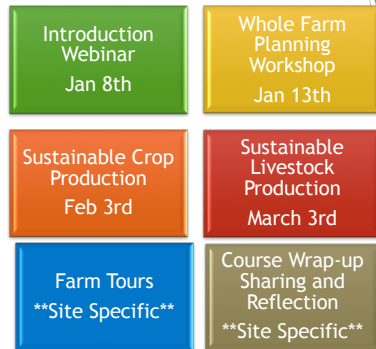 Introduction
Webinar
Jan 8th
Whole Farm
Planning
Workshop
Jan 13th
Sustainable Crop
Production
Feb 3rd
Sustainable
Livestock
Production
March 3rd
Farm Tours
**Site Specific**
Course Wrap-up
Sharing and
Reflection
**Site Specific**